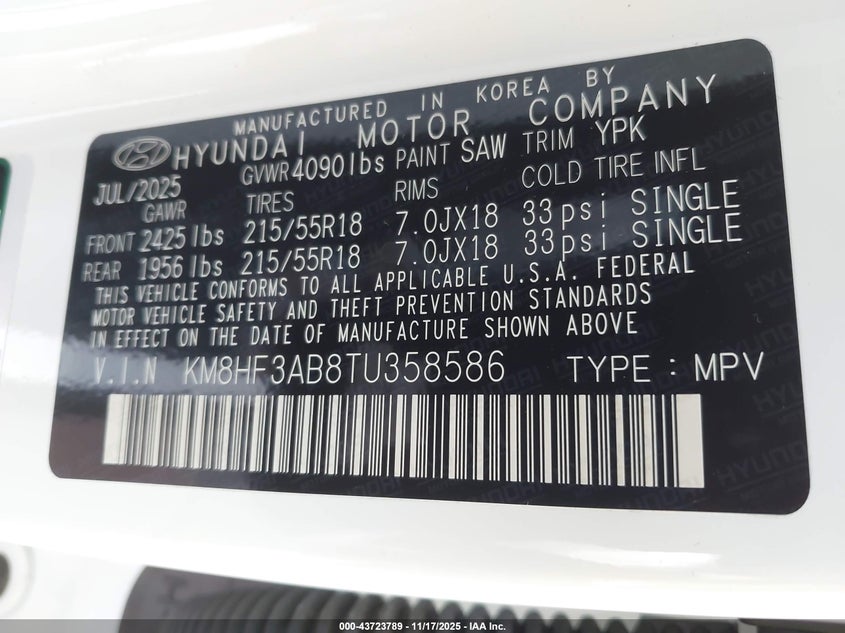 MANUFACTURED IN KOREA BY
HYUNDAI MOTOR COMPANY
JUL/2025 GVWR 4090lbs PAINT SAW TRIM YPK
GAWR TIRES RIMS COLD TIRE INFL
FRONT 2425 lbs 215/55R18 7.0JX18 33psi SINGLE
REAR 1956 lbs 215/55R18 7.0JX18 33psi SINGLE
THIS VEHICLE CONFORMS TO ALL APPLICABLE U.S.A. FEDERAL
MOTOR VEHICLE SAFETY AND THEFT PREVENTION STANDARDS
IN EFFECT ON THE DATE OF MANUFACTURE SHOWN ABOVE
V.I.N KM8HF3AB8TU358586 TYPE : MPV
000-43723789 - 11/17/2025 - IAA Inc.